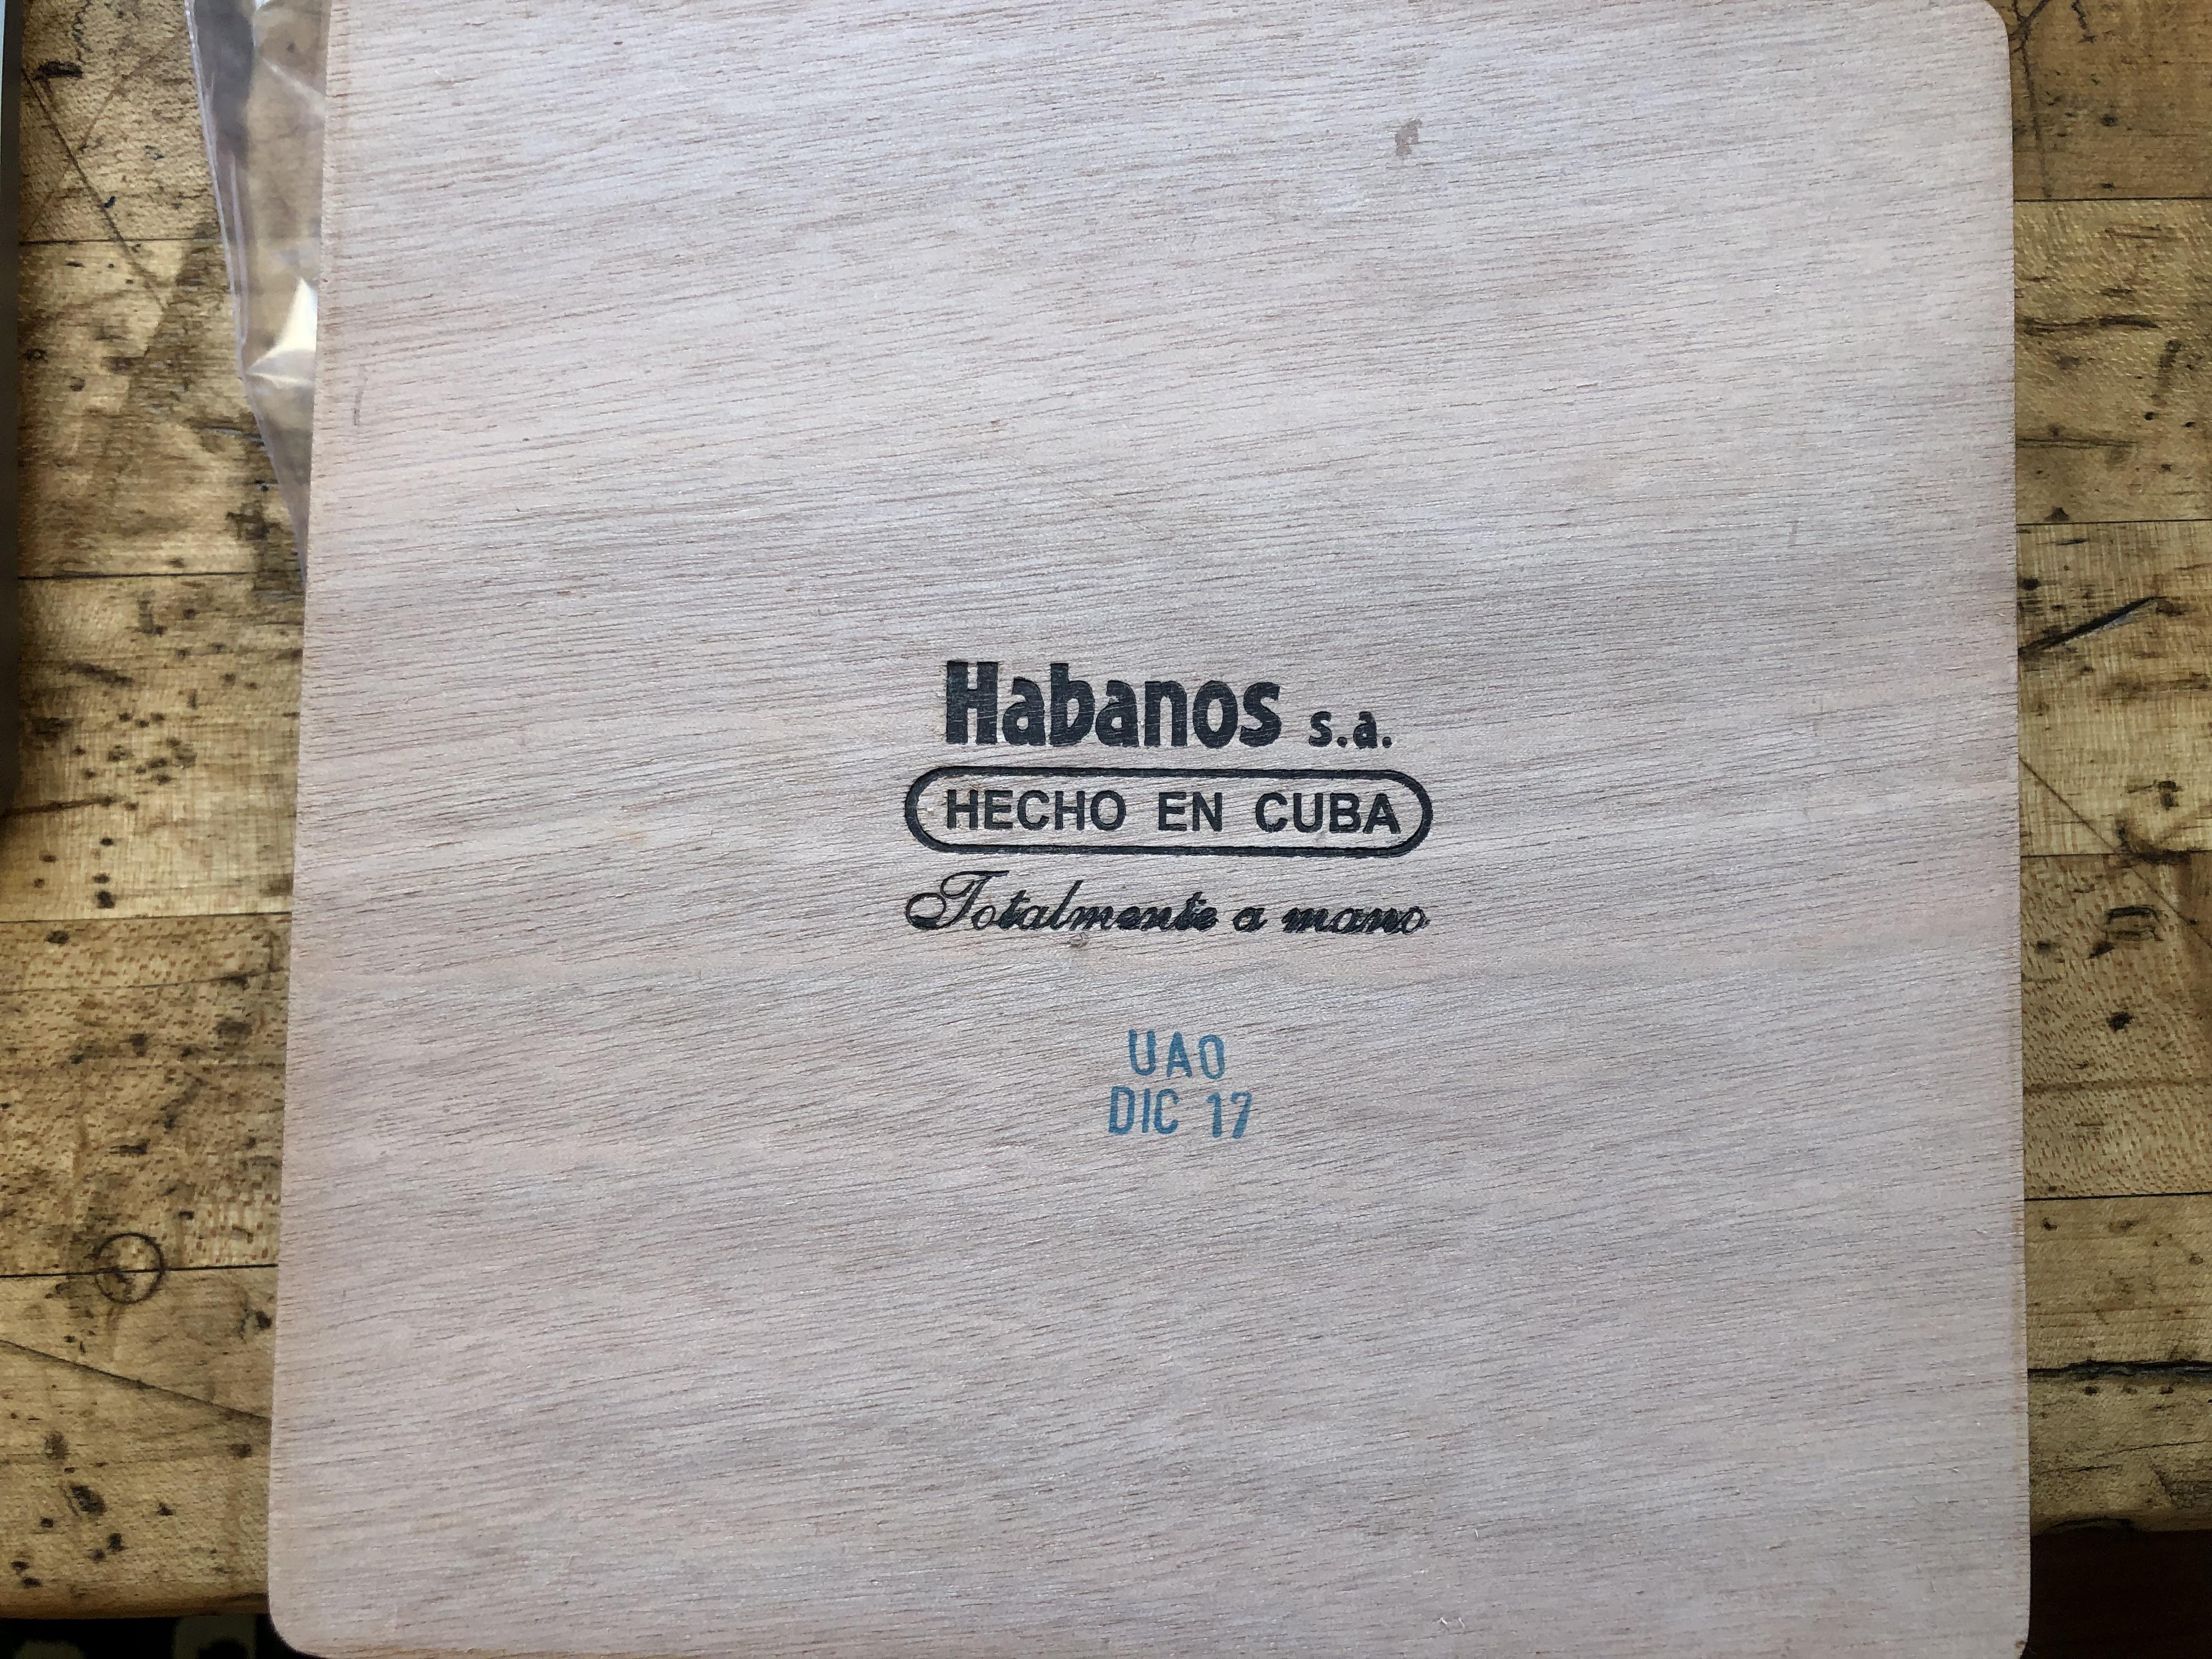 Habanos s.a.
HECHO EN CUBA
Totalmente a mano
UAO
DIC 17